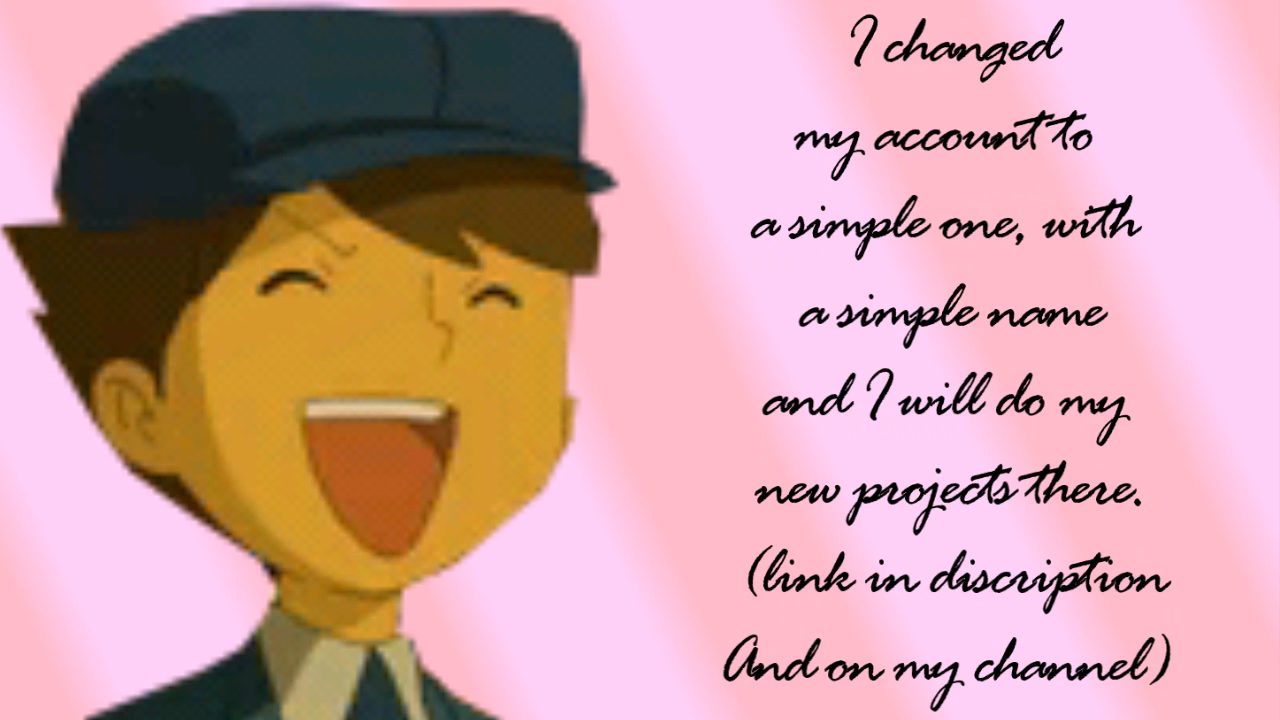 I changed
my account to
a simple one, with
a simple name
and I will do my
new projects there.
(link in discription
And on my channel)